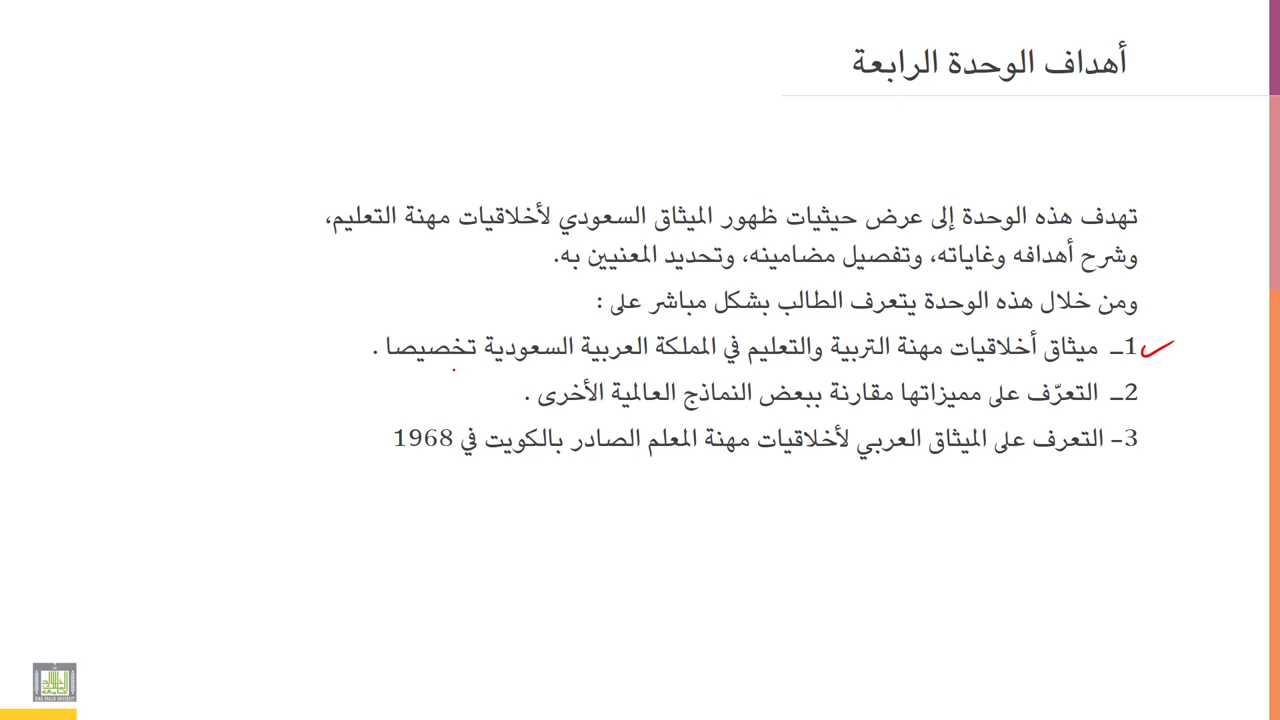 أهداف الوحدة الرابعة
تهدف هذه الوحدة إلى عرض حيثيات ظهور الميثاق السعودي لأخلاقيات مهنة التعليم،
وشرح أهدافه وغاياته، وتفصيل مضامينه، وتحديد المعنيين به.
ومن خلال هذه الوحدة يتعرف الطالب بشكل مباشر على :
1ـ ميثاق أخلاقيات مهنة التربية والتعليم في المملكة العربية السعودية تخصيصا .
2ـ التعرّف على مميزاتها مقارنة ببعض النماذج العالمية الأخرى .
3- التعرف على الميثاق العربي لأخلاقيات مهنة المعلم الصادر بالكويت في 1968